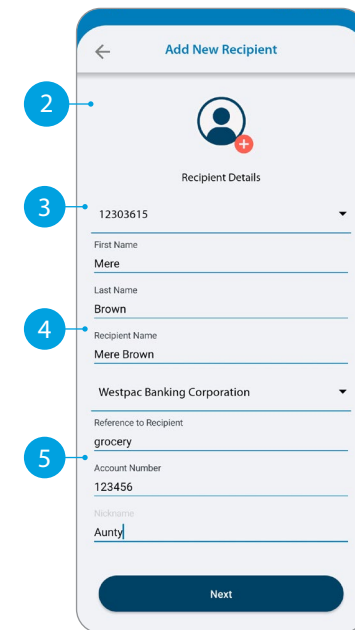 Add New Recipient
2
Recipient Details
3
12303615
First Name
Mere
Last Name
Brown
4
Recipient Name
Mere Brown
Westpac Banking Corporation
Reference to Recipient
grocery
5
Account Number
123456
Nickname
Aunty
Next